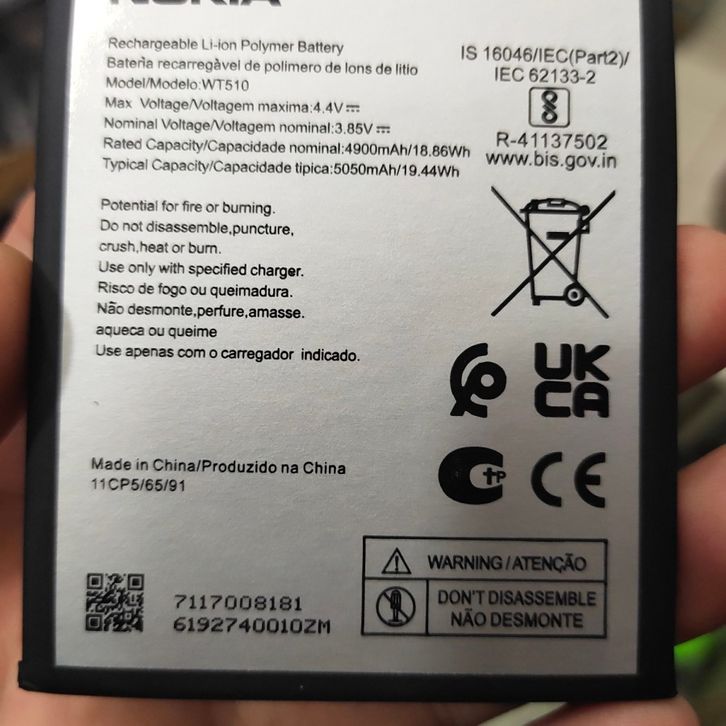 NOKIA
Rechargeable Li-ion Polymer Battery
Bateria recarregàvel de polimero de Ions de litio
Model/Modelo:WT510
Max Voltage/Voltagem maxima:4.4V⎓
Nominal Voltage/Voltagem nominal:3.85V⎓
Rated Capacity/Capacidade nominal:4900mAh/18.86Wh
Typical Capacity/Capacidade tipica:5050mAh/19.44Wh
IS 16046/IEC(Part2)/
IEC 62133-2
R-41137502
www.bis.gov.in
Potential for fire or burning.
Do not disassemble,puncture,
crush,heat or burn.
Use only with specified charger.
Risco de fogo ou queimadura.
Não desmonte,perfure,amasse.
aqueca ou queime
Use apenas com o carregador indicado.
UK
CA
CE
Made in China/Produzido na China
11CP5/65/91
WARNING/ATENÇÃO
DON'T DISASSEMBLE
NÃO DESMONTE
7117008181
6192740010ZM